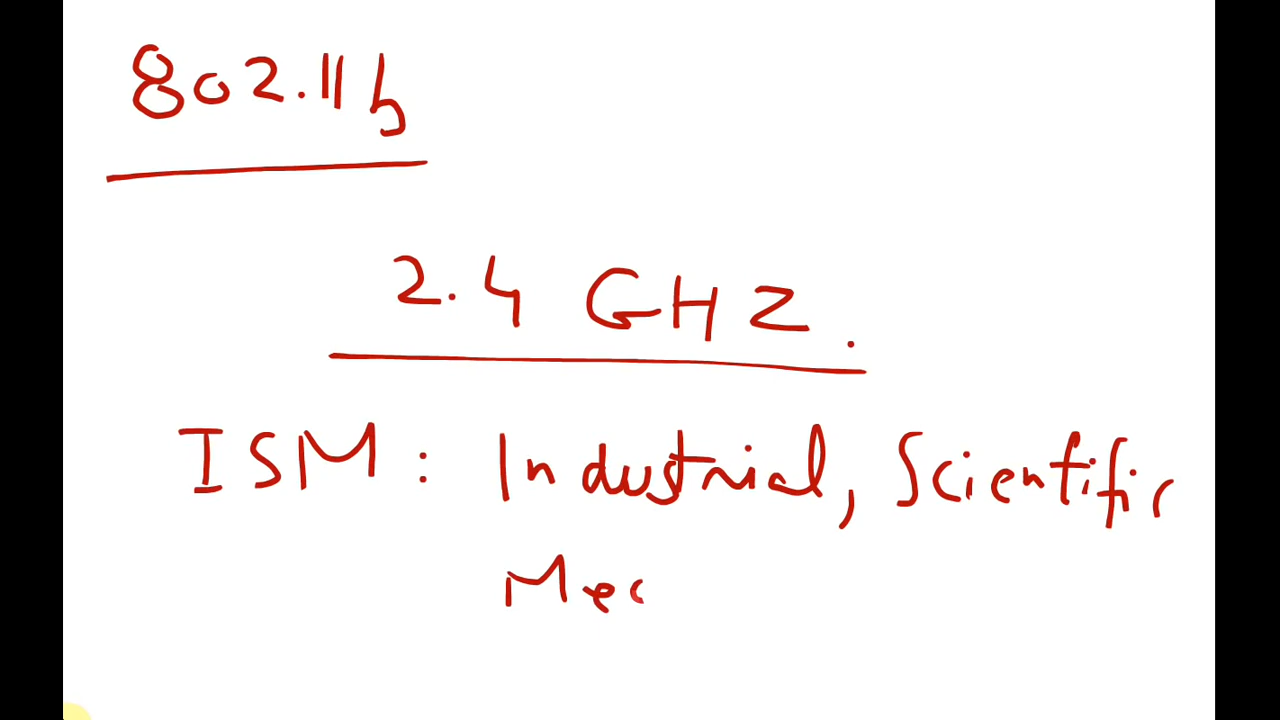 802.11b
2.4 GHZ.
ISM: Industrial, Scientific
Mec